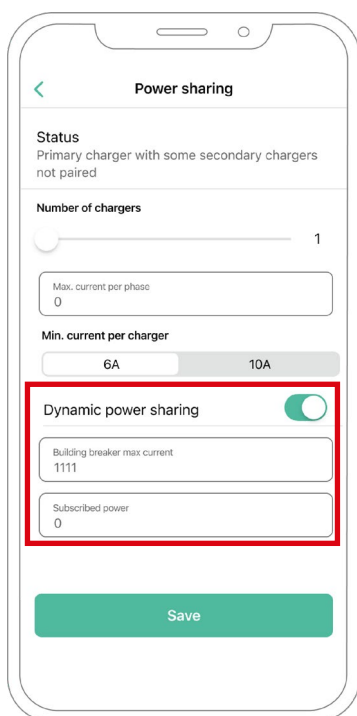 Power sharing
Status
Primary charger with some secondary chargers
not paired
Number of chargers
1
Max. current per phase
0
Min. current per charger
6A 10A
Dynamic power sharing
Building breaker max current
1111
Subscribed power
0
Save